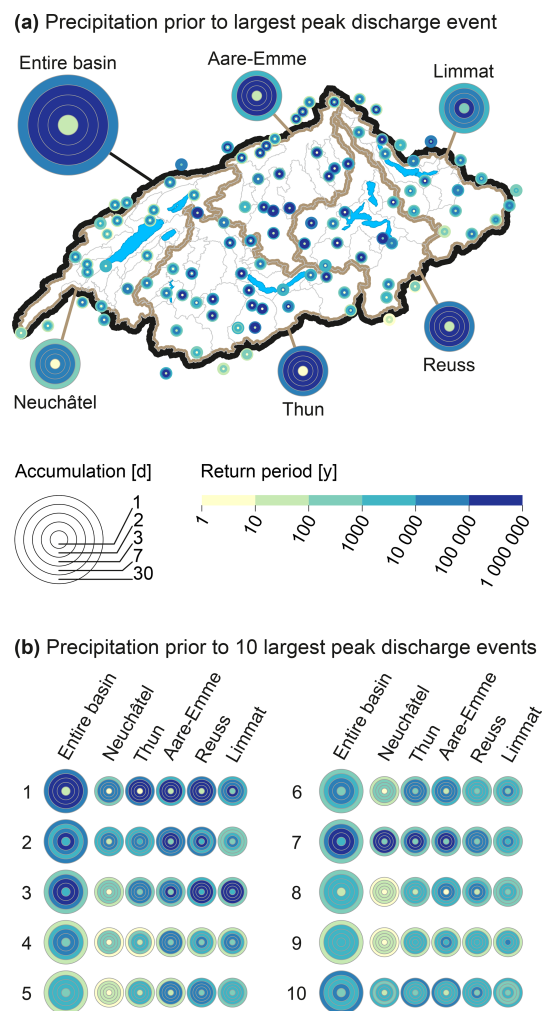 (a) Precipitation prior to largest peak discharge event
Entire basin
Aare-Emme
Limmat
Neuchâtel
Thun
Reuss
Accumulation [d]
1
2
3
7
30
Return period [y]
1
10
100
1000
10 000
100 000
1 000 000
(b) Precipitation prior to 10 largest peak discharge events
Entire basin
Neuchâtel
Thun
Aare-Emme
Reuss
Limmat
Entire basin
Neuchâtel
Thun
Aare-Emme
Reuss
Limmat
1
2
3
4
5
6
7
8
9
10